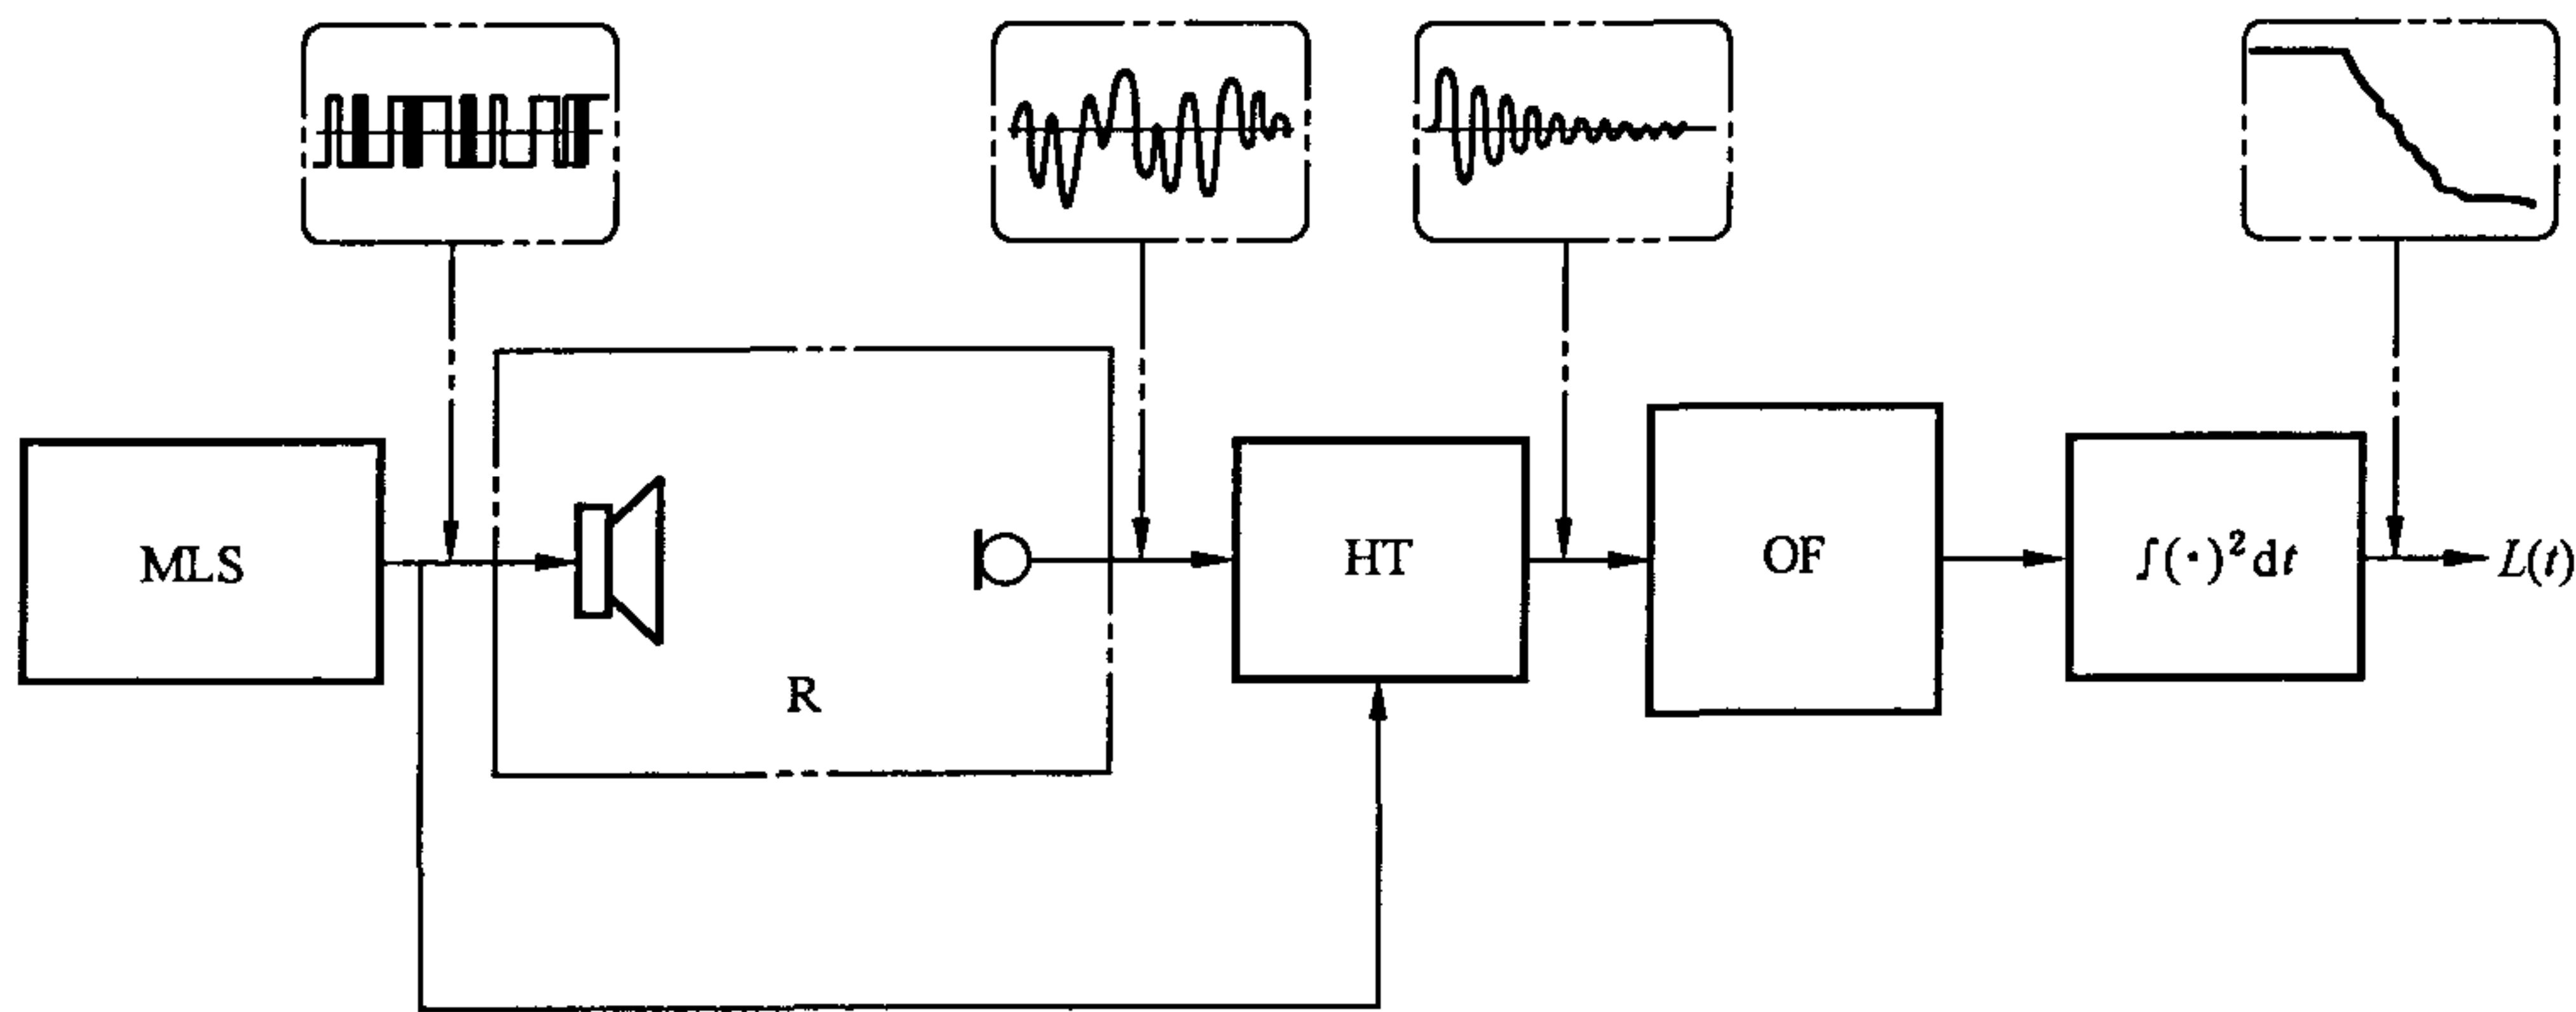 MLS
R
HT
OF
∫(·)²dt
L(t)